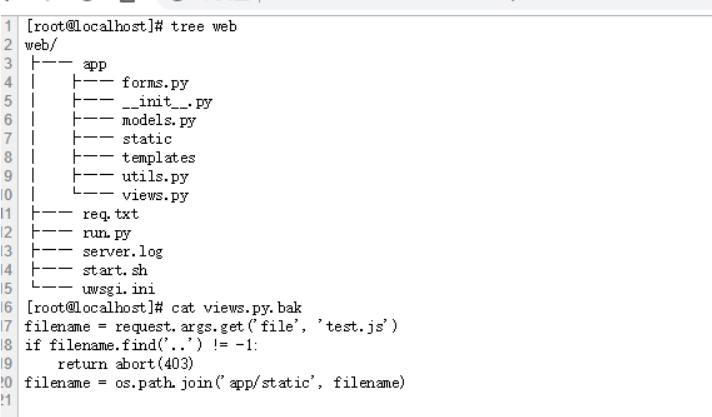 1 [root@localhost]# tree web
2 web/
3 ├── app
4 │   ├── forms.py
5 │   ├── __init__.py
6 │   ├── models.py
7 │   ├── static
8 │   ├── templates
9 │   ├── utils.py
10 │   └── views.py
11 ├── req.txt
12 ├── run.py
13 ├── server.log
14 ├── start.sh
15 └── uwsgi.ini
16 [root@localhost]# cat views.py.bak
17 filename = request.args.get('file', 'test.js')
18 if filename.find('..') != -1:
19     return abort(403)
20 filename = os.path.join('app/static', filename)
21